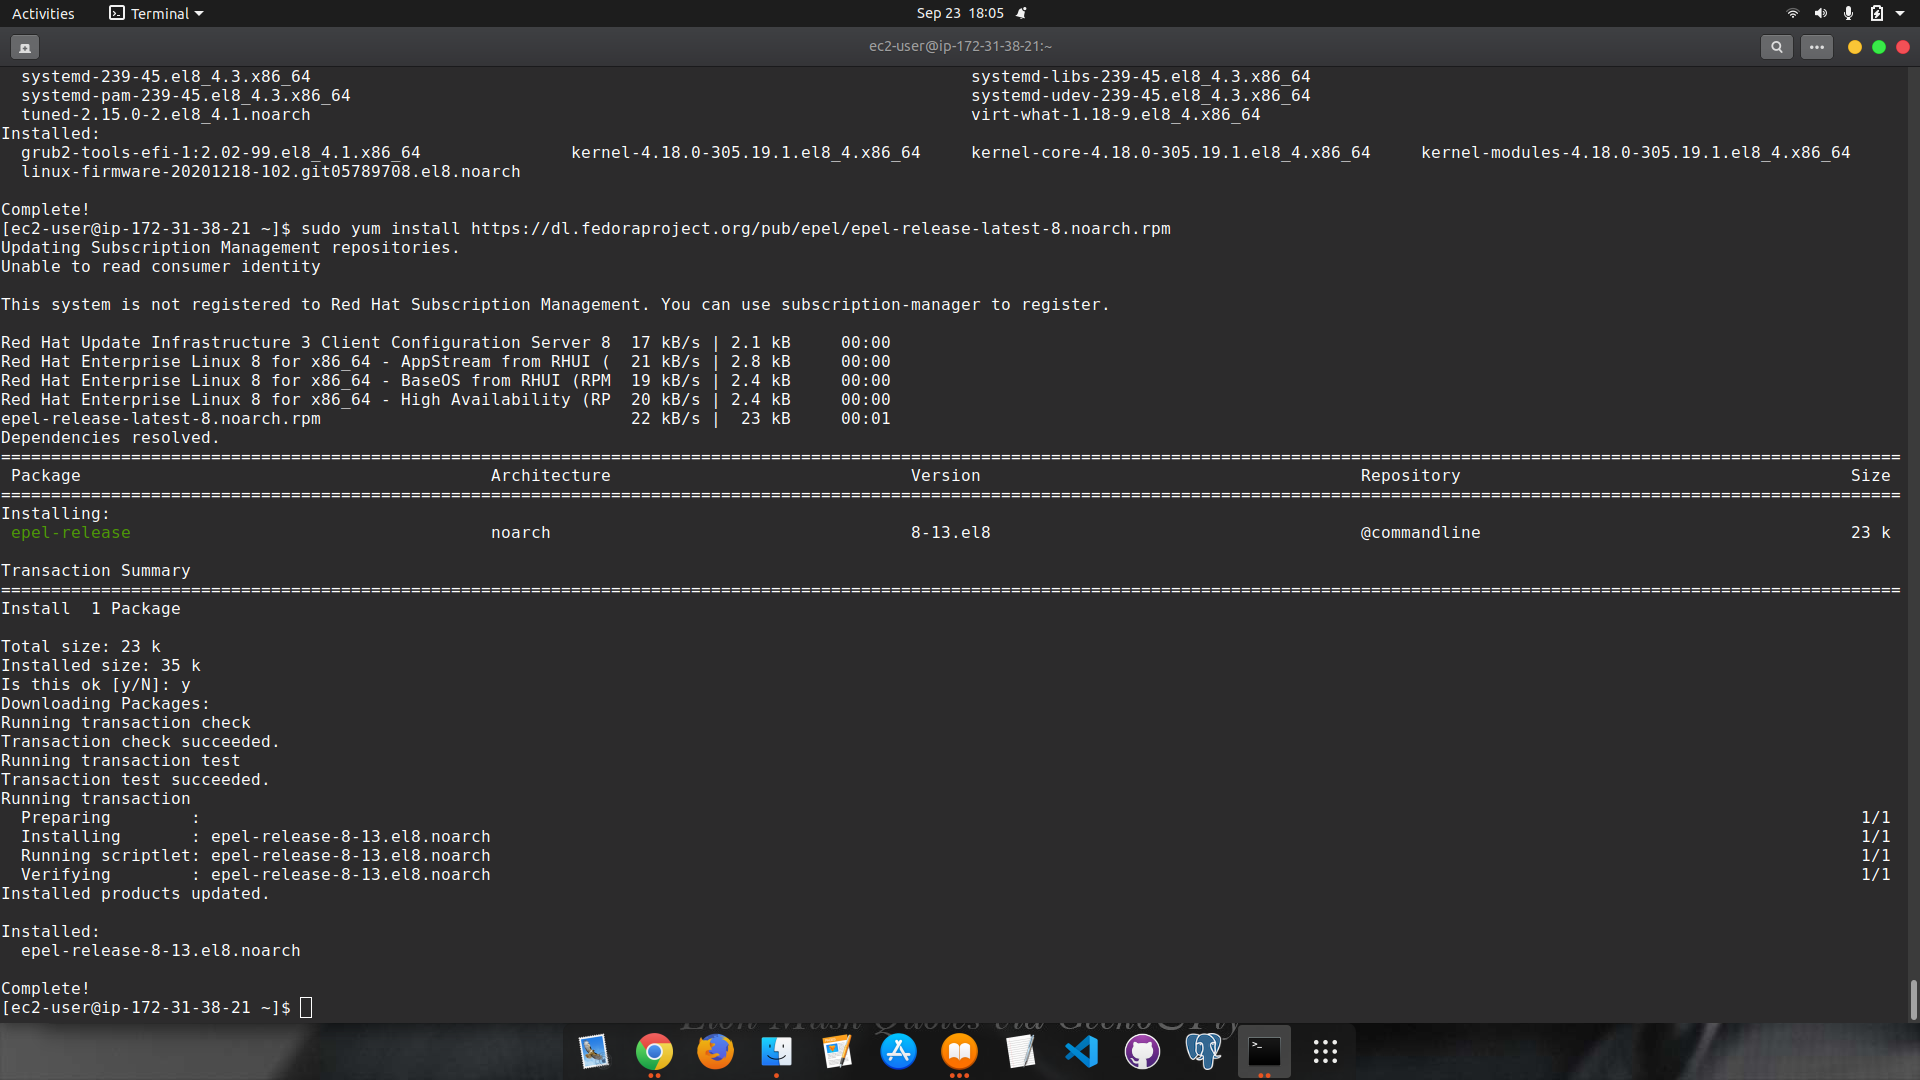 Activities Terminal Sep 23 18:05
ec2-user@ip-172-31-38-21:~
systemd-239-45.el8_4.3.x86_64 systemd-libs-239-45.el8_4.3.x86_64
systemd-pam-239-45.el8_4.3.x86_64 systemd-udev-239-45.el8_4.3.x86_64
tuned-2.15.0-2.el8_4.1.noarch virt-what-1.18-9.el8_4.x86_64
Installed:
grub2-tools-efi-1:2.02-99.el8_4.1.x86_64 kernel-4.18.0-305.19.1.el8_4.x86_64 kernel-core-4.18.0-305.19.1.el8_4.x86_64 kernel-modules-4.18.0-305.19.1.el8_4.x86_64
linux-firmware-20201218-102.git05789708.el8.noarch
Complete!
[ec2-user@ip-172-31-38-21 ~]$ sudo yum install https://dl.fedoraproject.org/pub/epel/epel-release-latest-8.noarch.rpm
Updating Subscription Management repositories.
Unable to read consumer identity
This system is not registered to Red Hat Subscription Management. You can use subscription-manager to register.
Red Hat Update Infrastructure 3 Client Configuration Server 8 17 kB/s | 2.1 kB 00:00
Red Hat Enterprise Linux 8 for x86_64 - AppStream from RHUI ( 21 kB/s | 2.8 kB 00:00
Red Hat Enterprise Linux 8 for x86_64 - BaseOS from RHUI (RPM 19 kB/s | 2.4 kB 00:00
Red Hat Enterprise Linux 8 for x86_64 - High Availability (RP 20 kB/s | 2.4 kB 00:00
epel-release-latest-8.noarch.rpm 22 kB/s | 23 kB 00:01
Dependencies resolved.
Package Architecture Version Repository Size
Installing:
epel-release noarch 8-13.el8 @commandline 23 k
Transaction Summary
Install 1 Package
Total size: 23 k
Installed size: 35 k
Is this ok [y/N]: y
Downloading Packages:
Running transaction check
Transaction check succeeded.
Running transaction test
Transaction test succeeded.
Running transaction
Preparing : 1/1
Installing : epel-release-8-13.el8.noarch 1/1
Running scriptlet: epel-release-8-13.el8.noarch 1/1
Verifying : epel-release-8-13.el8.noarch 1/1
Installed products updated.
Installed:
epel-release-8-13.el8.noarch
Complete!
[ec2-user@ip-172-31-38-21 ~]$